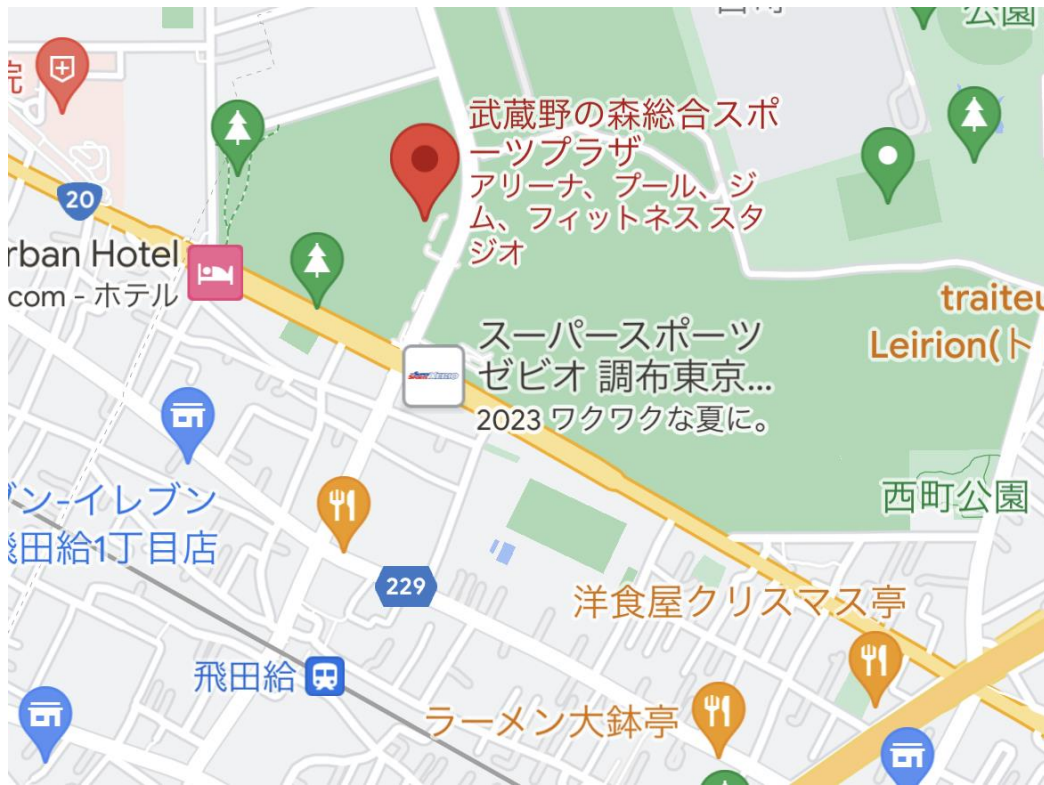 公園
院
武蔵野の森総合スポ
ーツプラザ
アリーナ、プール、ジ
ム、フィットネス スタ
ジオ
20
rban Hotel
com - ホテル
traiteu
Leirion(ト
スーパースポーツ
ゼビオ 調布東京...
2023 ワクワクな夏に。
西町公園
ン-イレブン
飛田給1丁目店
229
洋食屋クリスマス亭
飛田給
ラーメン大鉢亭